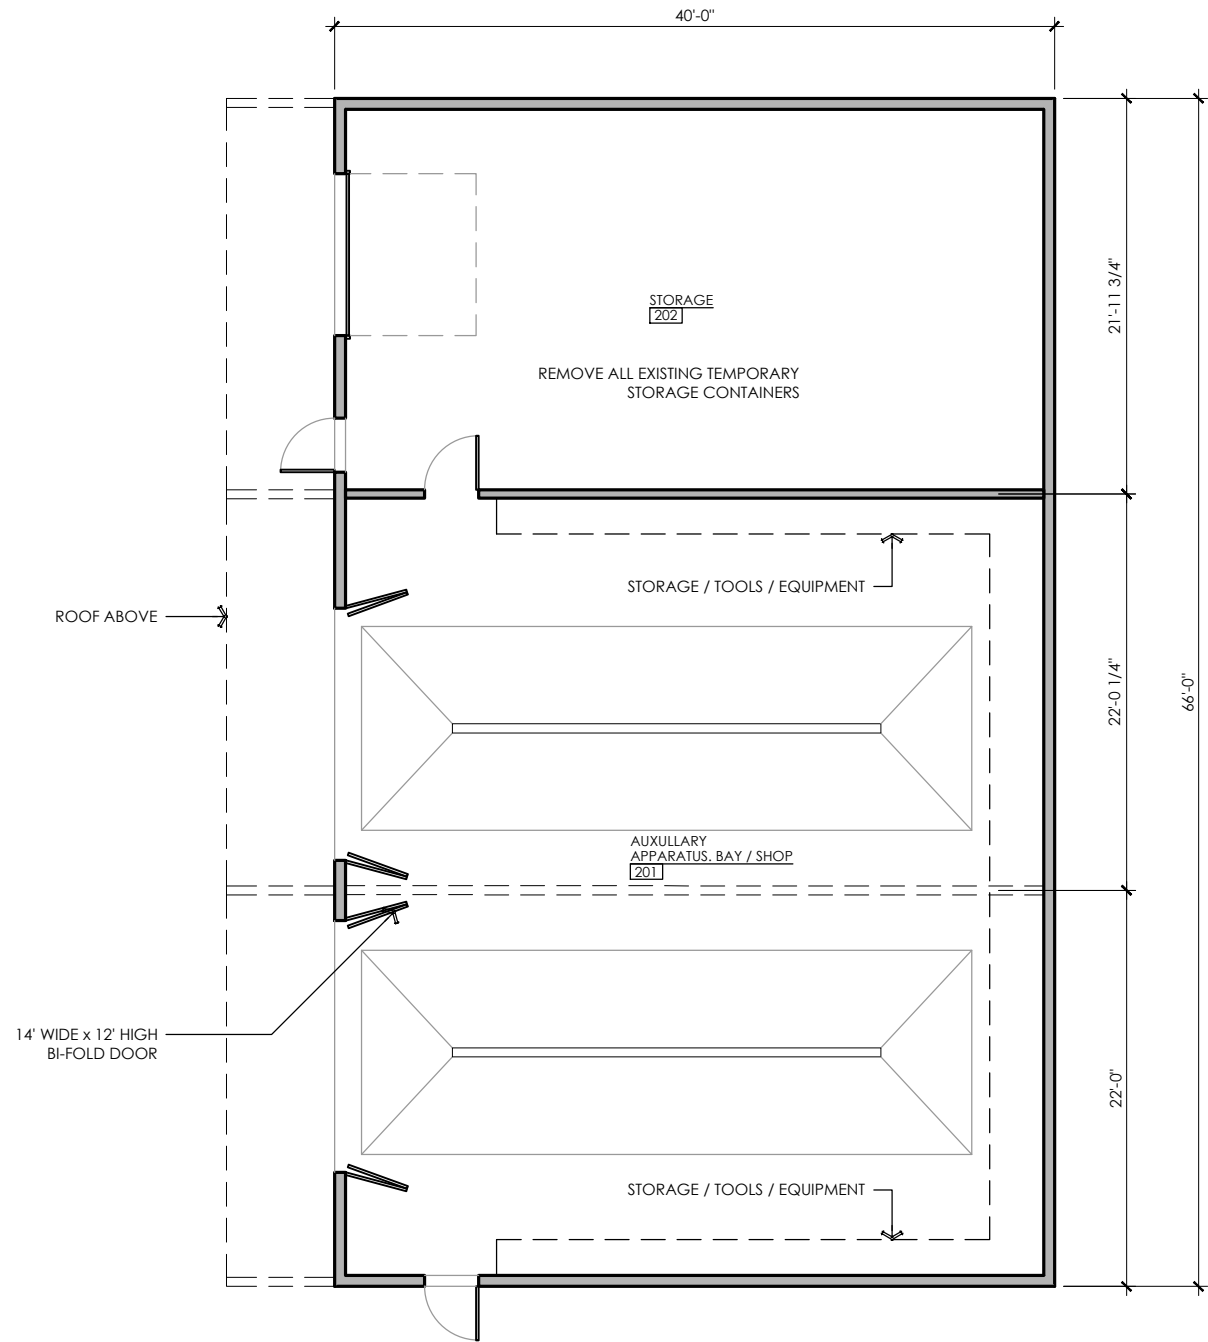 40'-0"
STORAGE
202
21'-11 3/4"
REMOVE ALL EXISTING TEMPORARY
STORAGE CONTAINERS
STORAGE / TOOLS / EQUIPMENT
ROOF ABOVE
22'-0 1/4"
66'-0"
AUXULLARY
APPARATUS. BAY / SHOP
201
14' WIDE x 12' HIGH
BI-FOLD DOOR
22'-0"
STORAGE / TOOLS / EQUIPMENT